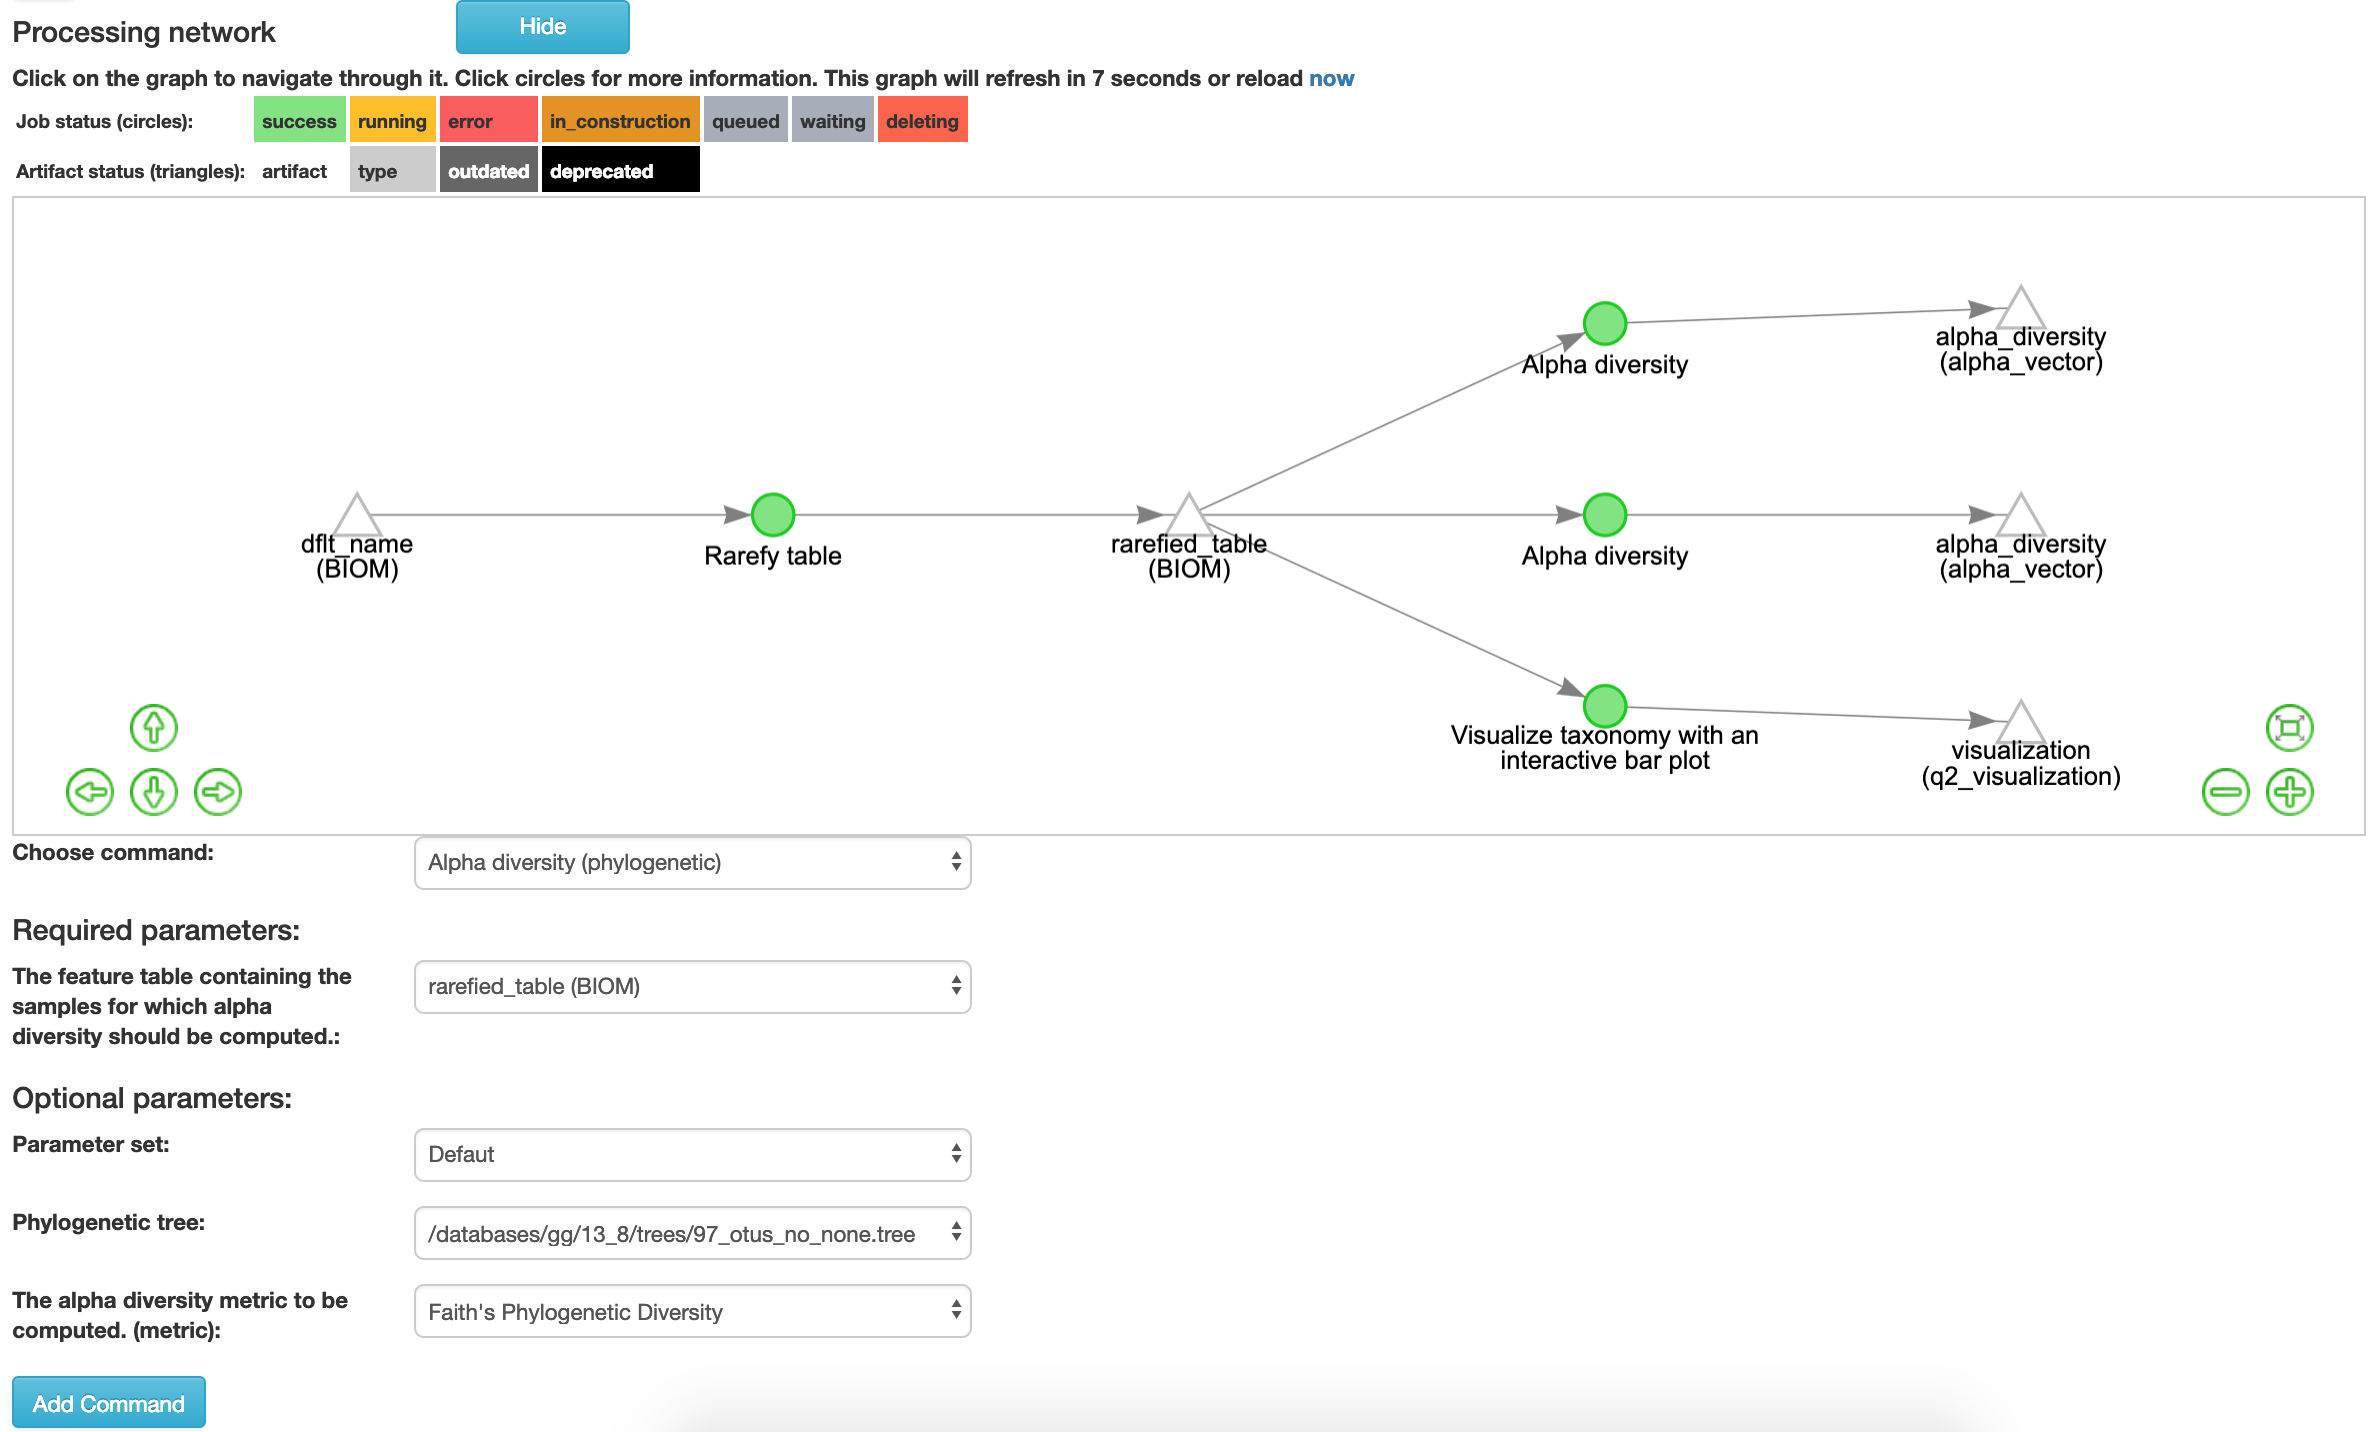 Processing network
Hide
Click on the graph to navigate through it. Click circles for more information. This graph will refresh in 7 seconds or reload now
Job status (circles): success running error in_construction queued waiting deleting
Artifact status (triangles): artifact type outdated deprecated
Alpha diversity
alpha_diversity
(alpha_vector)
dflt_name
(BIOM)
Rarefy table
rarefied_table
(BIOM)
Alpha diversity
alpha_diversity
(alpha_vector)
Visualize taxonomy with an
interactive bar plot
visualization
(q2_visualization)
Choose command:
Alpha diversity (phylogenetic)
Required parameters:
The feature table containing the
samples for which alpha
diversity should be computed.:
rarefied_table (BIOM)
Optional parameters:
Parameter set:
Defaut
Phylogenetic tree:
/databases/gg/13_8/trees/97_otus_no_none.tree
The alpha diversity metric to be
computed. (metric):
Faith's Phylogenetic Diversity
Add Command